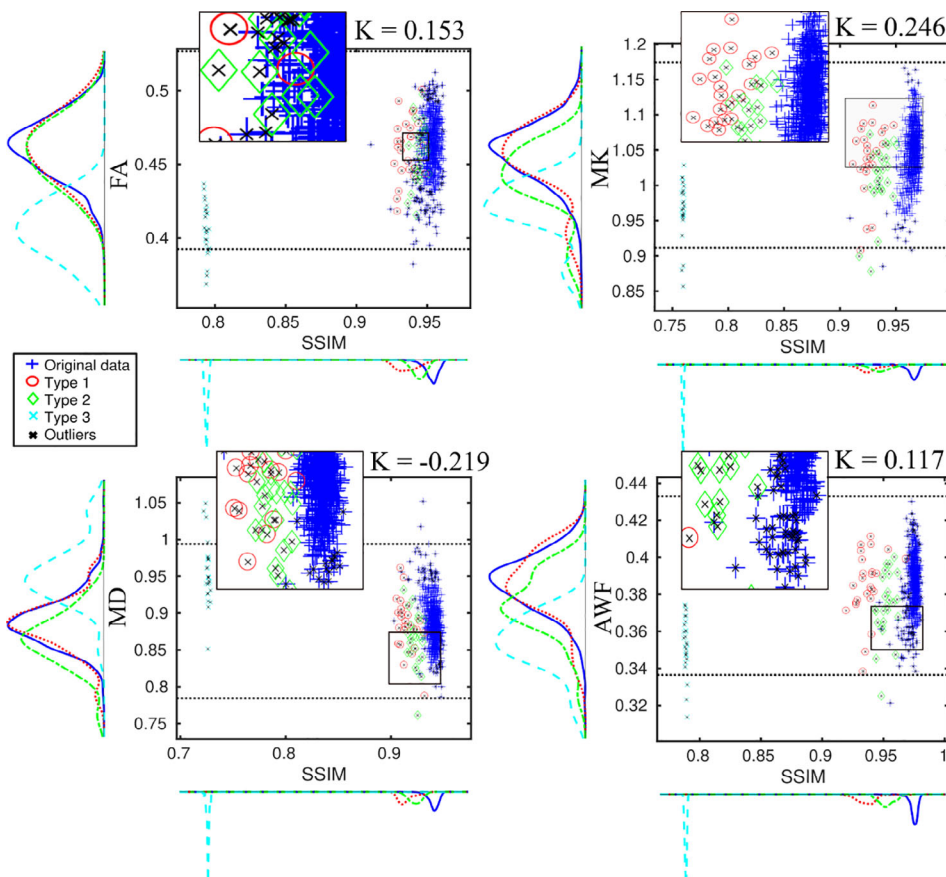 K = 0.153
FA
0.5
0.45
0.4
0.8 0.85 0.9 0.95
SSIM
K = 0.246
MK
1.2
1.15
1.1
1.05
1
0.95
0.9
0.85
0.75 0.8 0.85 0.9 0.95
SSIM
Original data
Type 1
Type 2
Type 3
Outliers
K = -0.219
MD
1.05
1
0.95
0.9
0.85
0.8
0.75
0.7 0.8 0.9
SSIM
K = 0.117
AWF
0.44
0.42
0.4
0.38
0.36
0.34
0.32
0.8 0.85 0.9 0.95 1
SSIM